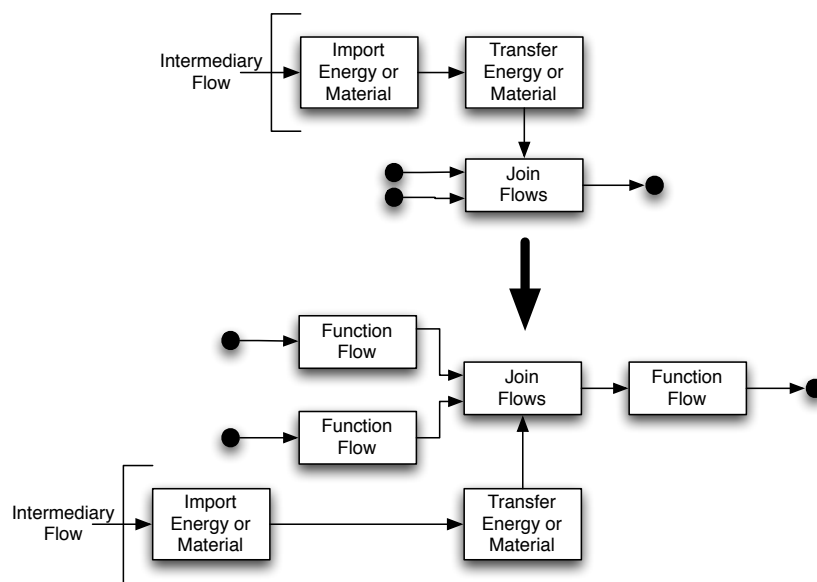 Intermediary
Flow
Import
Energy or
Material
Transfer
Energy or
Material
Join
Flows
Function
Flow
Join
Flows
Function
Flow
Function
Flow
Intermediary
Flow
Import
Energy or
Material
Transfer
Energy or
Material